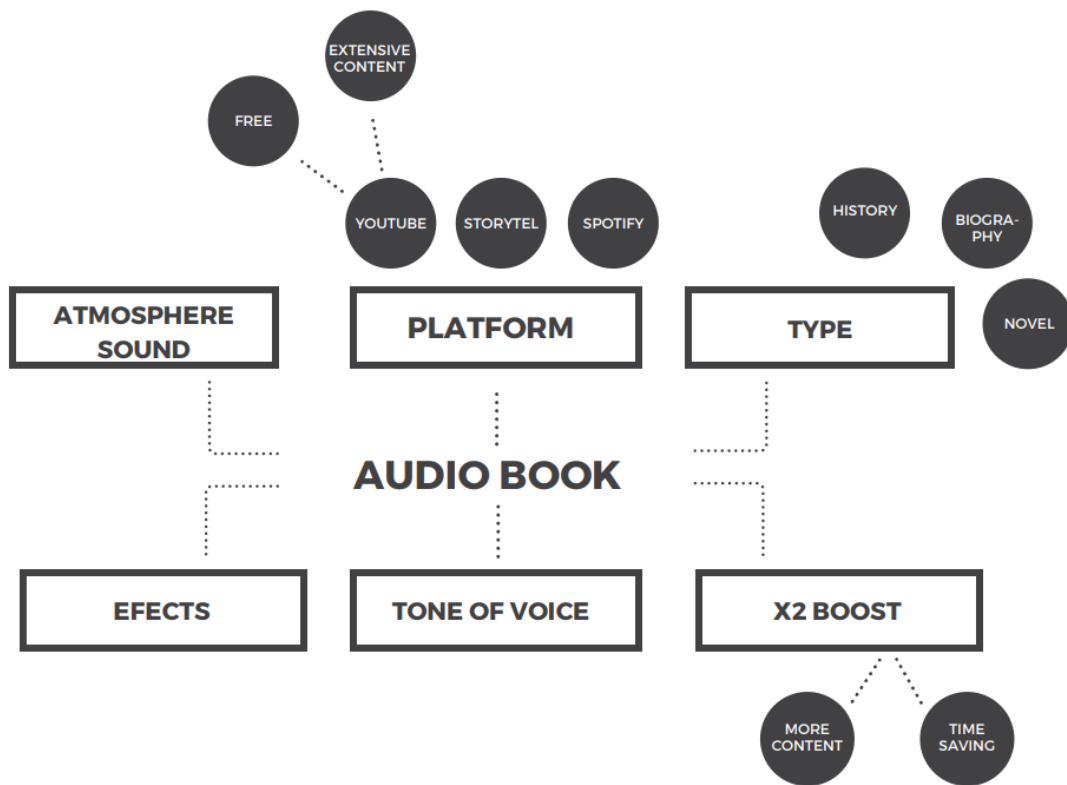 EXTENSIVE
CONTENT
FREE
YOUTUBE
STORYTEL
SPOTIFY
HISTORY
BIOGRA-
PHY
NOVEL
ATMOSPHERE
SOUND
PLATFORM
TYPE
AUDIO BOOK
EFECTS
TONE OF VOICE
X2 BOOST
MORE
CONTENT
TIME
SAVING